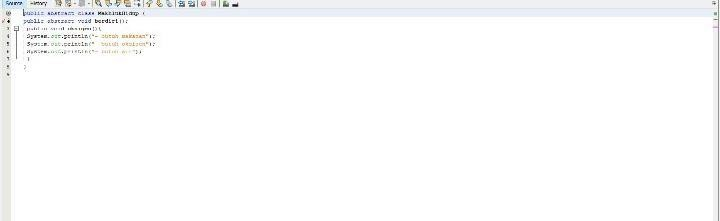 Source History
public abstract class MakhlukHidup {
public abstract void berdiri();
public void oksigen(){
System.out.println("- butuh makanan");
System.out.println("- butuh oksigen");
System.out.println("- butuh air");
}
}